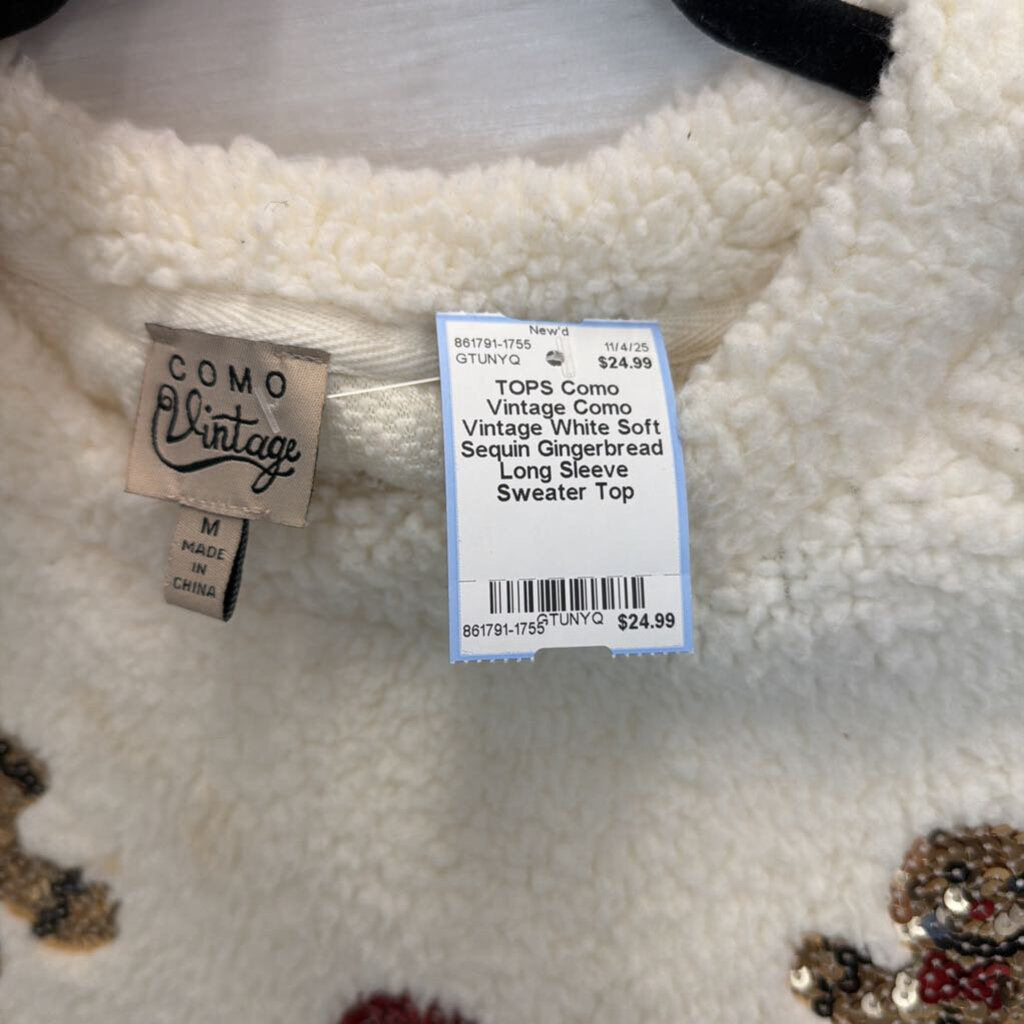 COMO
Vintage
M
MADE
IN
CHINA
New'd
861791-1755 11/4/25
GTUNYQ $24.99
TOPS Como
Vintage Como
Vintage White Soft
Sequin Gingerbread
Long Sleeve
Sweater Top
861791-1755 GTUNYQ $24.99